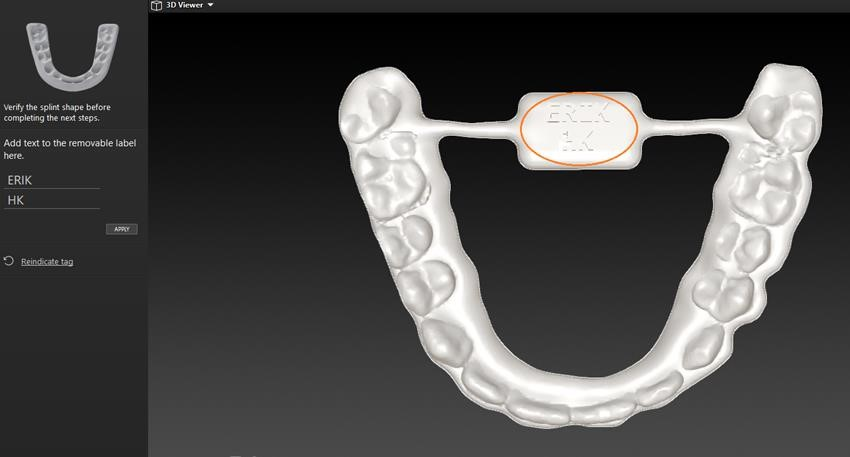 3D Viewer
Verify the splint shape before
completing the next steps.
Add text to the removable label
here.
ERIK
HK
APPLY
Reindicate tag
ERIK
HK